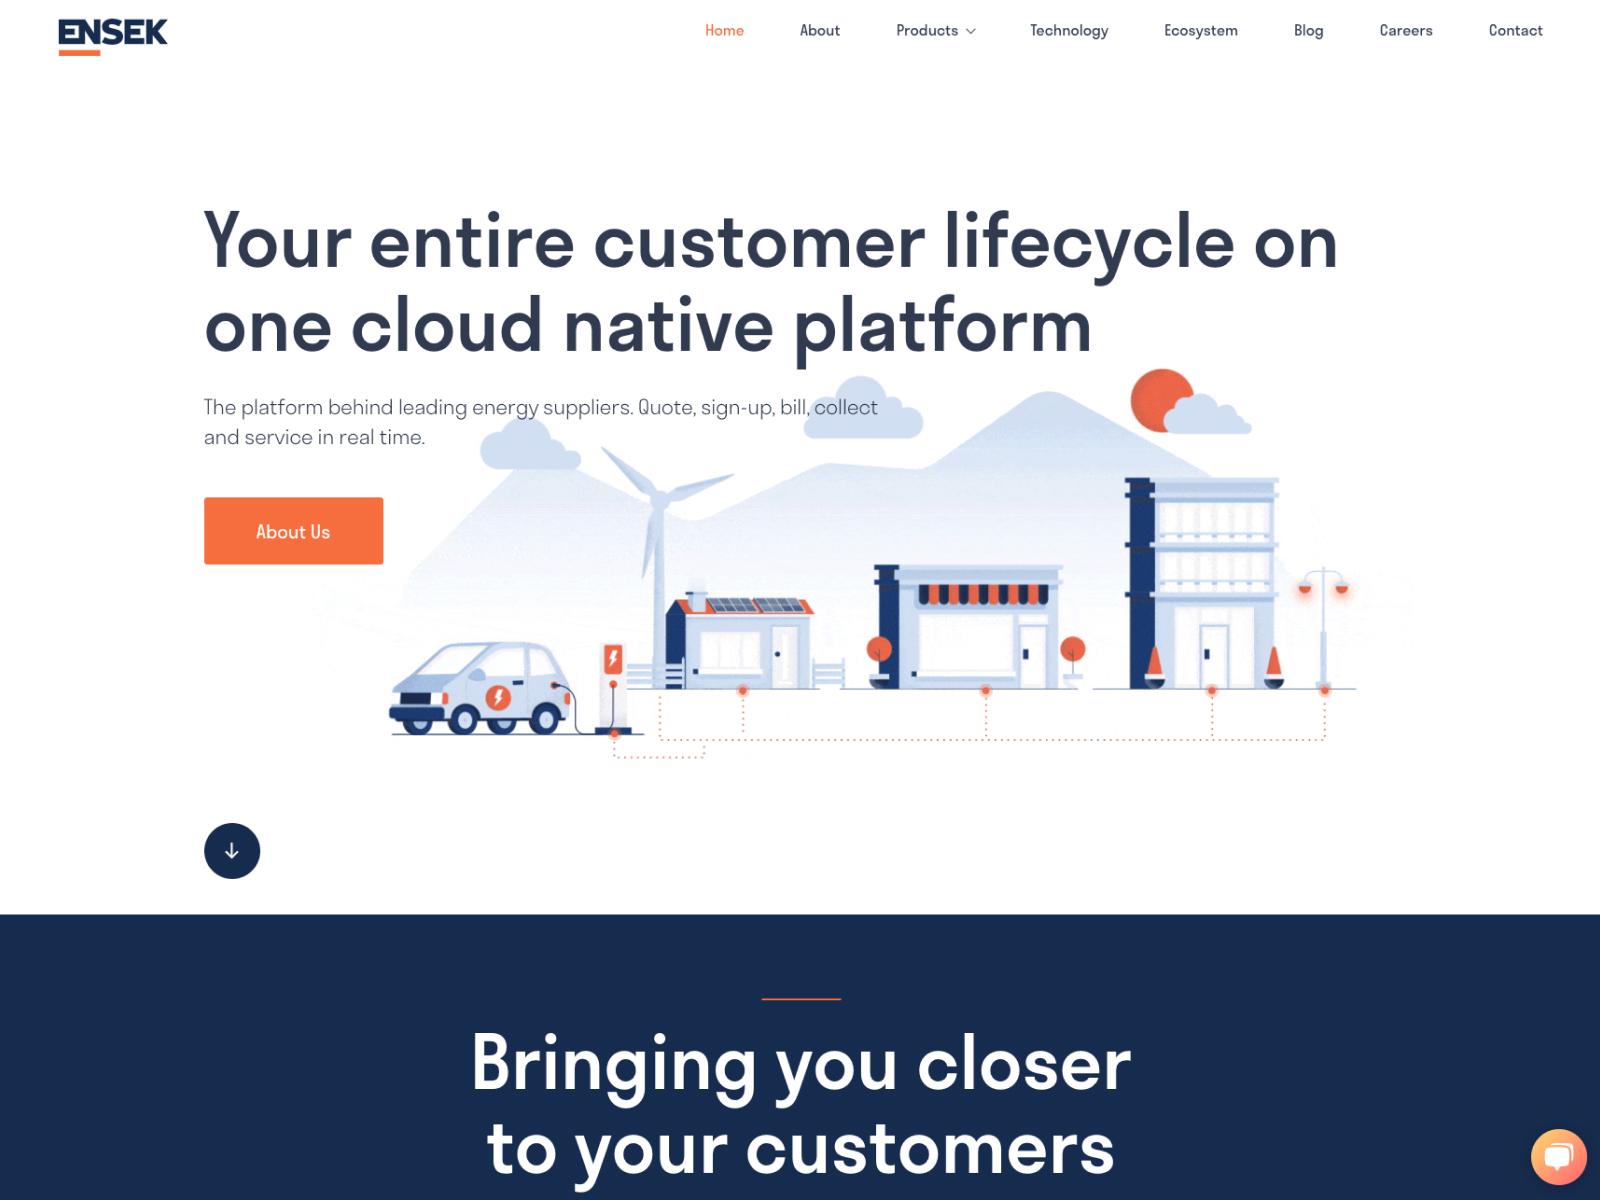 ENSEK
Home About Products Technology Ecosystem Blog Careers Contact
Your entire customer lifecycle on
one cloud native platform
The platform behind leading energy suppliers. Quote, sign-up, bill, collect
and service in real time.
About Us
Bringing you closer
to your customers